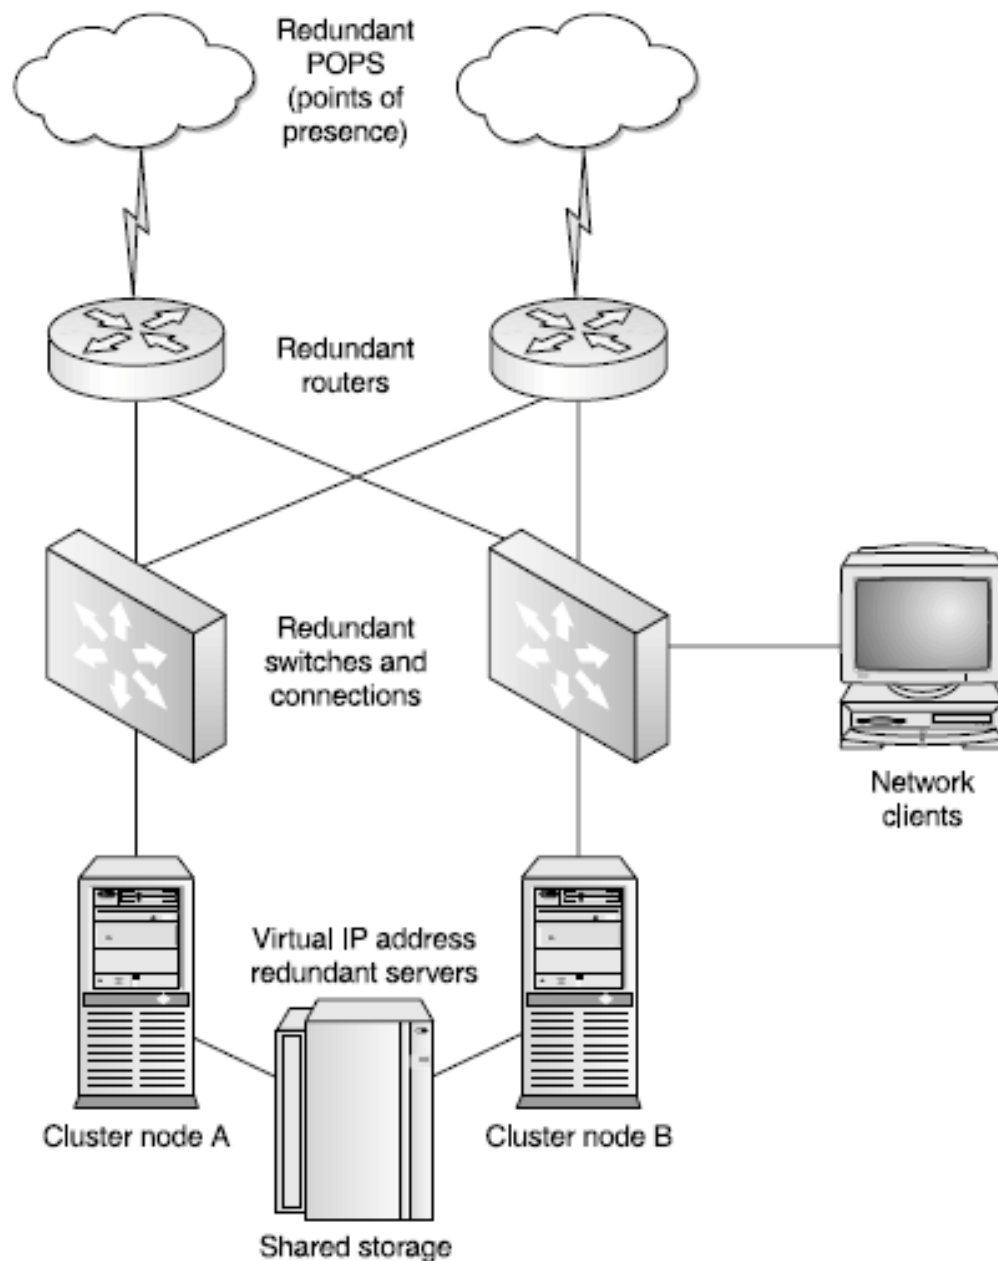 Redundant
POPS
(points of
presence)
Redundant
routers
Redundant
switches and
connections
Network
clients
Virtual IP address
redundant servers
Cluster node A
Cluster node B
Shared storage